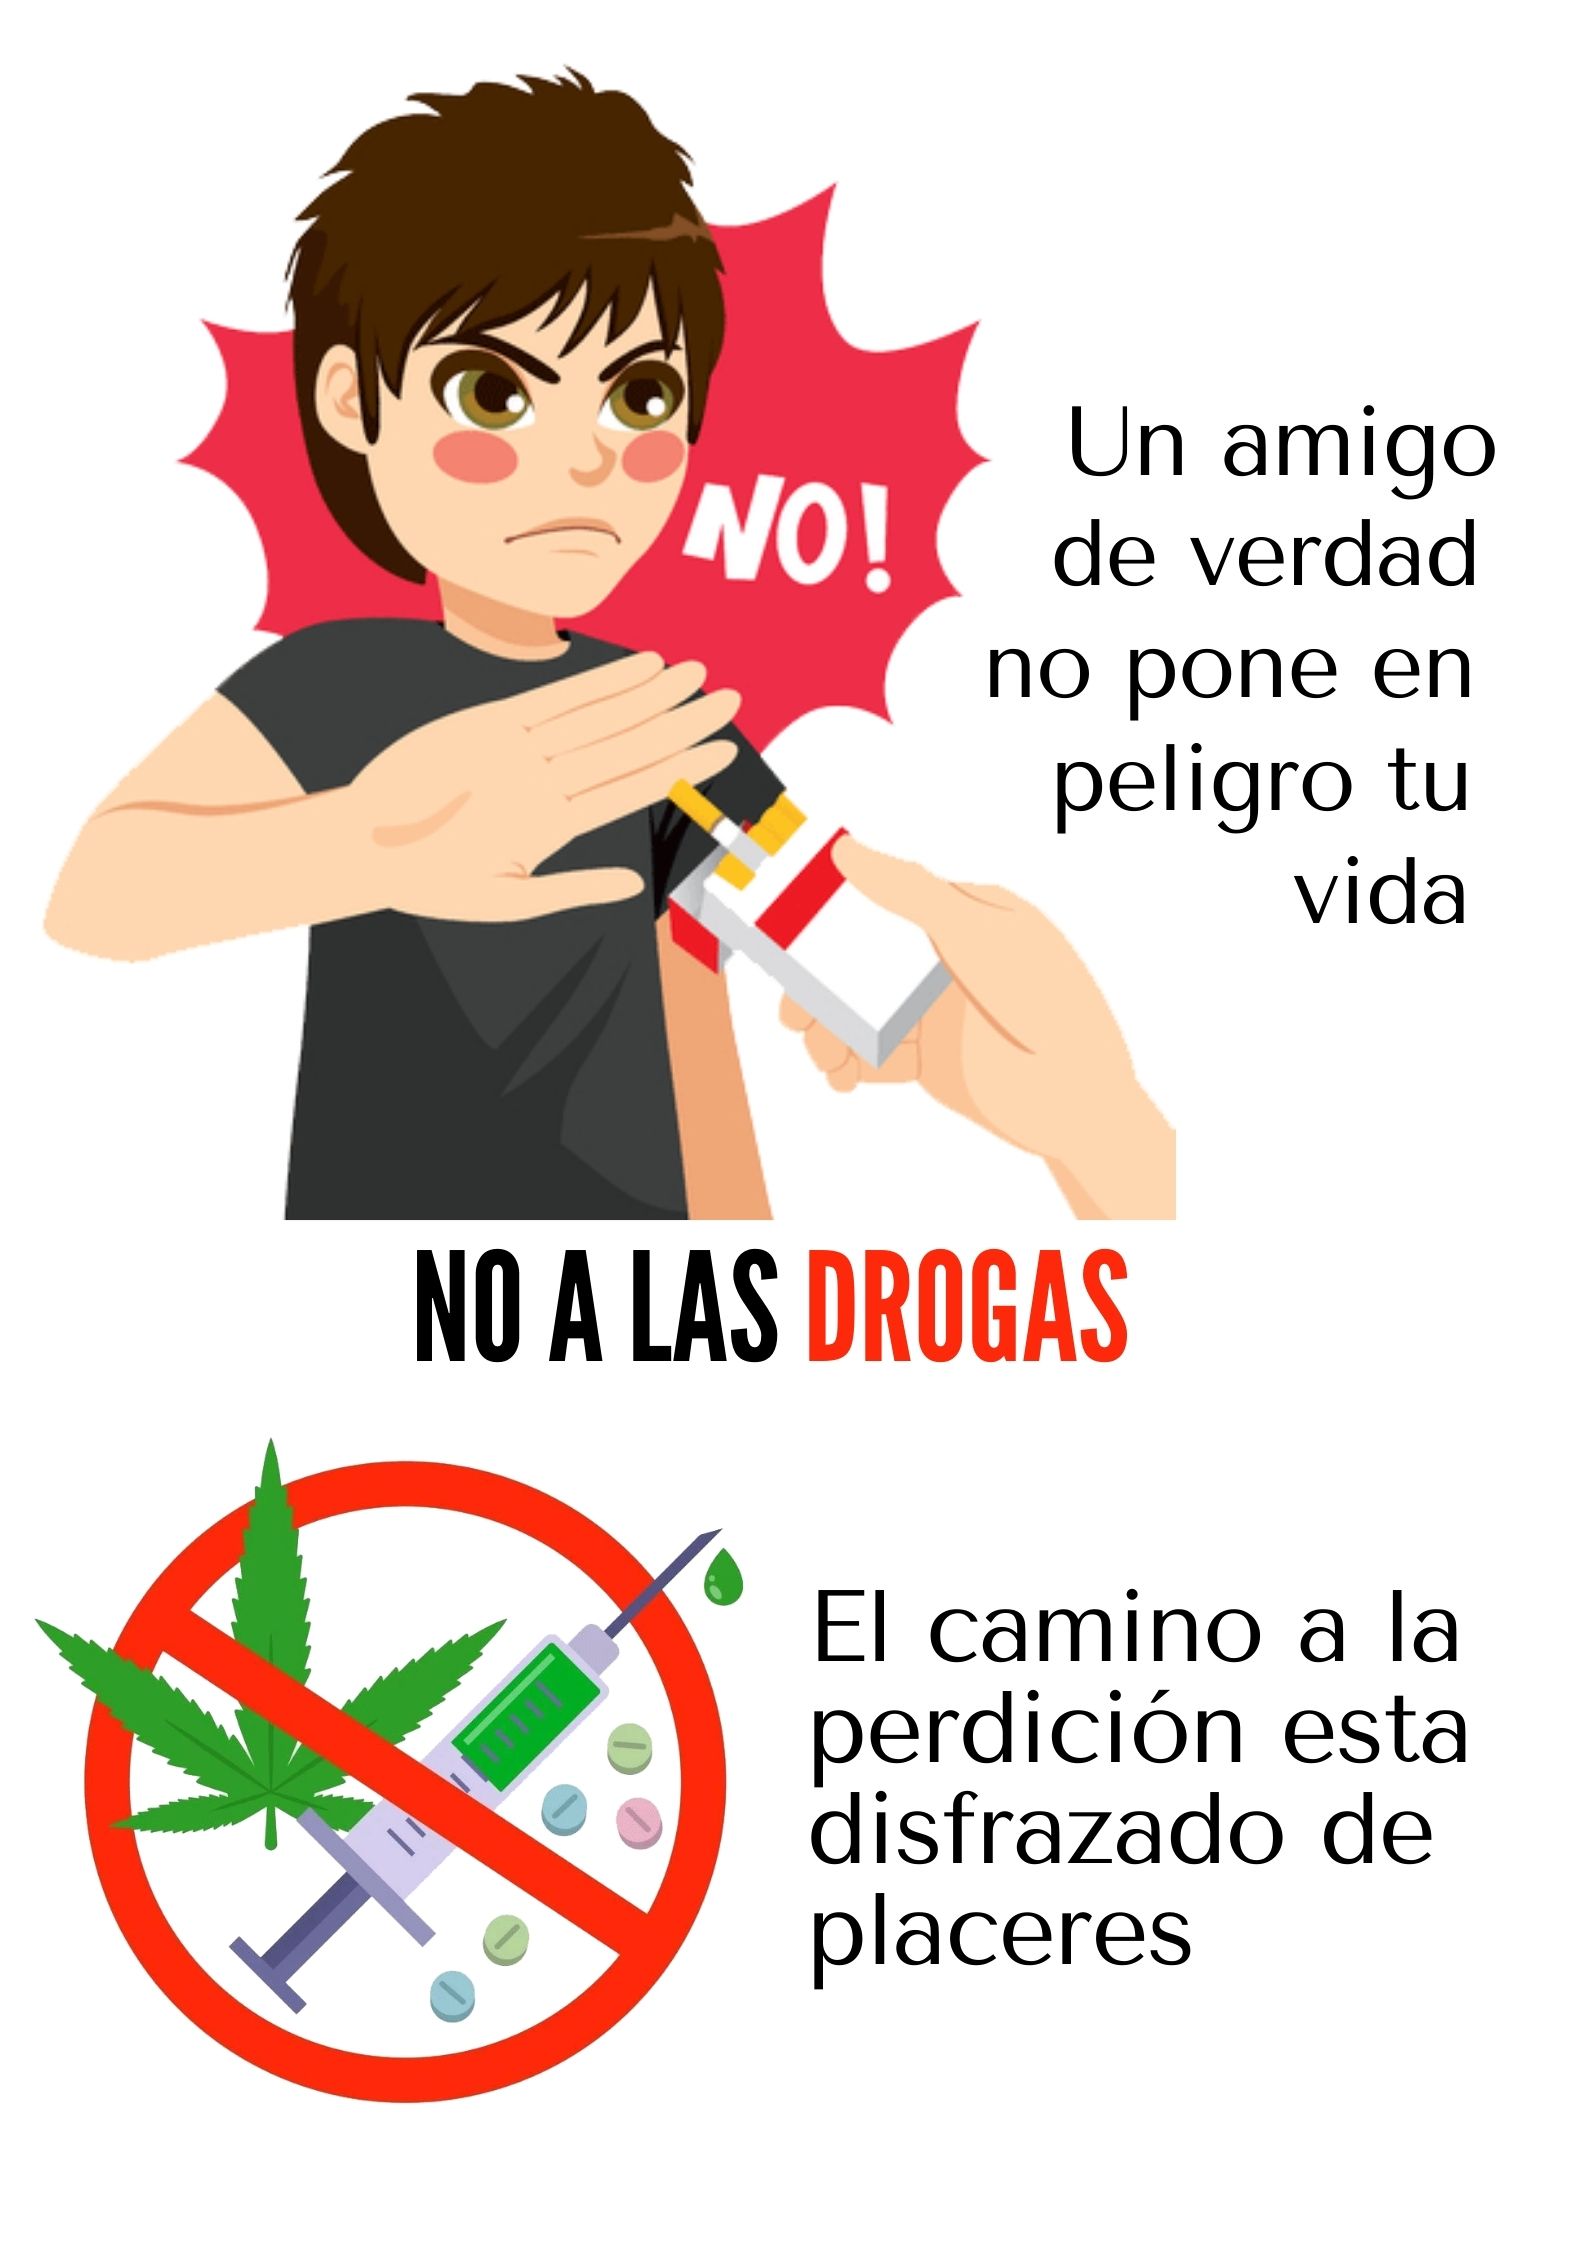 NO!
Un amigo
de verdad
no pone en
peligro tu
vida
NO A LAS DROGAS
El camino a la
perdición esta
disfrazado de
placeres